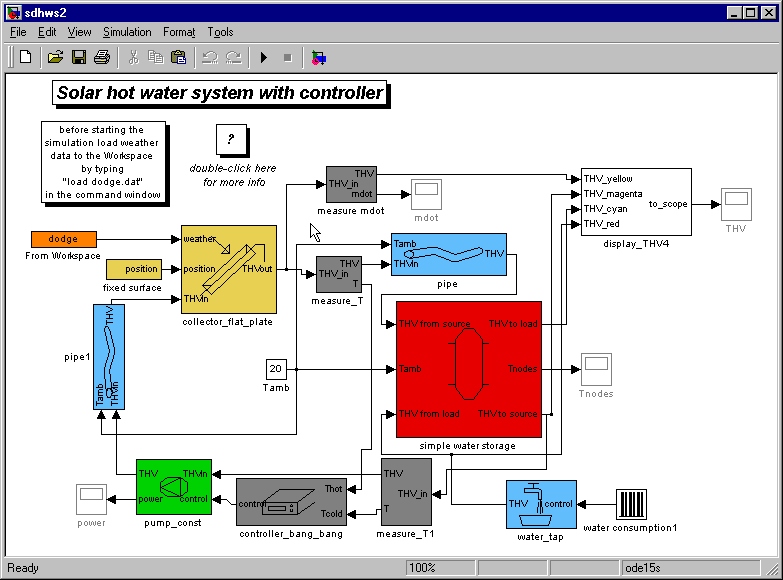 sdhws2
File Edit View Simulation Format Tools
Solar hot water system with controller
before starting the
simulation load weather
data to the Workspace
by typing
"load dodge.dat"
in the command window
?
double-click here
for more info
THV
THV_in
mdot
measure mdot
mdot
THV_yellow
THV_magenta
THV_cyan
THV_red
to_scope
display_THV4
THV
dodge
From Workspace
position
fixed surface
weather
position
THVin
THVout
collector_flat_plate
THV
THV_in
T
measure_T
Tamb
THVin
THV
pipe
THV
Tamb
THVin
pipe1
20
Tamb
THV from source
THV to load
Tamb
Tnodes
THV from load
THV to source
simple water storage
Tnodes
power
THV
THVin
power
control
pump_const
control
Thot
Tcold
controller_bang_bang
THV
THV_in
T
measure_T1
THV
control
water_tap
water consumption1
Ready
100%
ode15s